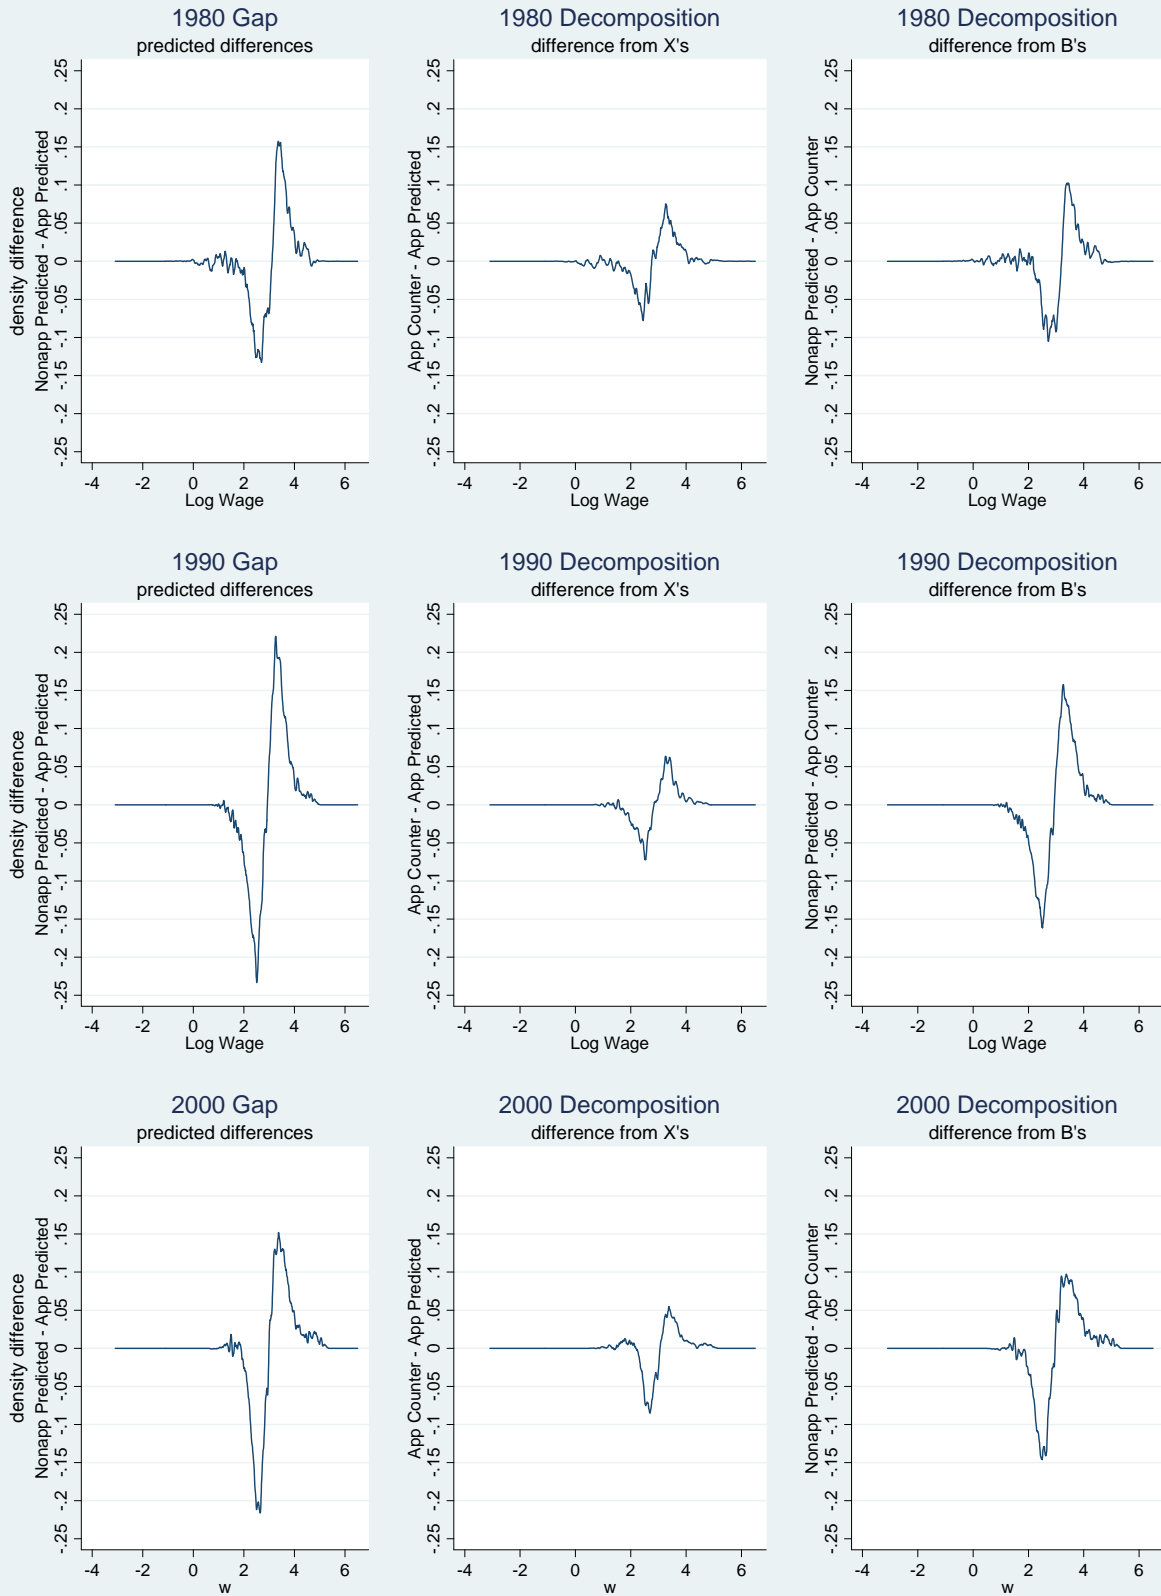 1980 Gap
predicted differences
density difference
Nonapp Predicted - App Predicted
.25
.2
.15
.1
.05
0
-.05
-.1
-.15
-.2
-.25
-4 -2 0 2 4 6
Log Wage
1980 Decomposition
difference from X's
App Counter - App Predicted
.25
.2
.15
.1
.05
0
-.05
-.1
-.15
-.2
-.25
-4 -2 0 2 4 6
Log Wage
1980 Decomposition
difference from B's
Nonapp Predicted - App Counter
.25
.2
.15
.1
.05
0
-.05
-.1
-.15
-.2
-.25
-4 -2 0 2 4 6
Log Wage
1990 Gap
predicted differences
density difference
Nonapp Predicted - App Predicted
.25
.2
.15
.1
.05
0
-.05
-.1
-.15
-.2
-.25
-4 -2 0 2 4 6
Log Wage
1990 Decomposition
difference from X's
App Counter - App Predicted
.25
.2
.15
.1
.05
0
-.05
-.1
-.15
-.2
-.25
-4 -2 0 2 4 6
Log Wage
1990 Decomposition
difference from B's
Nonapp Predicted - App Counter
.25
.2
.15
.1
.05
0
-.05
-.1
-.15
-.2
-.25
-4 -2 0 2 4 6
Log Wage
2000 Gap
predicted differences
density difference
Nonapp Predicted - App Predicted
.25
.2
.15
.1
.05
0
-.05
-.1
-.15
-.2
-.25
-4 -2 0 2 4 6
w
2000 Decomposition
difference from X's
App Counter - App Predicted
.25
.2
.15
.1
.05
0
-.05
-.1
-.15
-.2
-.25
-4 -2 0 2 4 6
w
2000 Decomposition
difference from B's
Nonapp Predicted - App Counter
.25
.2
.15
.1
.05
0
-.05
-.1
-.15
-.2
-.25
-4 -2 0 2 4 6
w